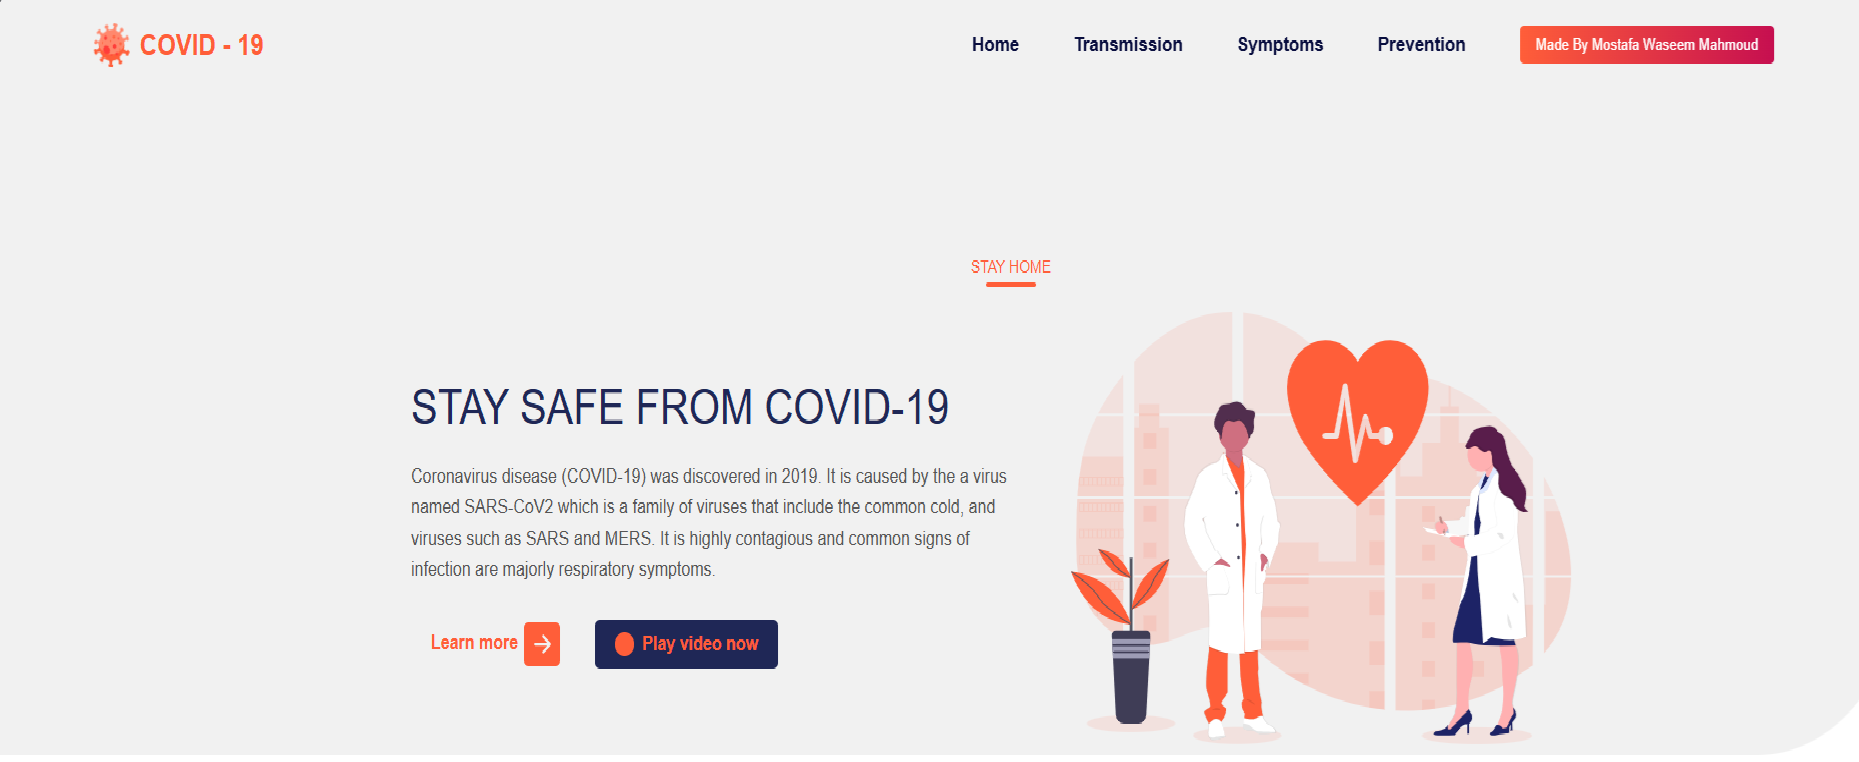 COVID - 19
Home
Transmission
Symptoms
Prevention
Made By Mostafa Waseem Mahmoud
STAY HOME
STAY SAFE FROM COVID-19
Coronavirus disease (COVID-19) was discovered in 2019. It is caused by the a virus
named SARS-CoV2 which is a family of viruses that include the common cold, and
viruses such as SARS and MERS. It is highly contagious and common signs of
infection are majorly respiratory symptoms.
Learn more
Play video now